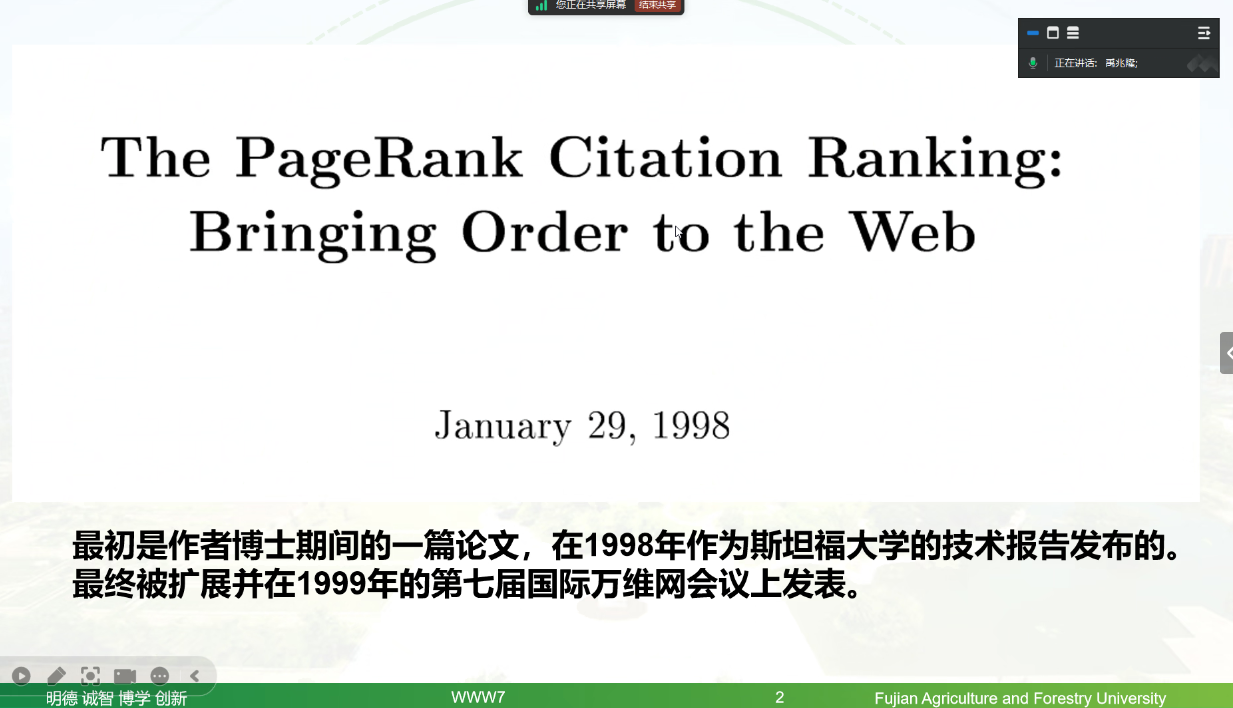 您正在共享屏幕 结束共享
正在讲话: 禹兆隆;
The PageRank Citation Ranking:
Bringing Order to the Web
January 29, 1998
最初是作者博士期间的一篇论文，在1998年作为斯坦福大学的技术报告发布的。
最终被扩展并在1999年的第七届国际万维网会议上发表。
明德 诚智 博学 创新
WWW7
2
Fujian Agriculture and Forestry University